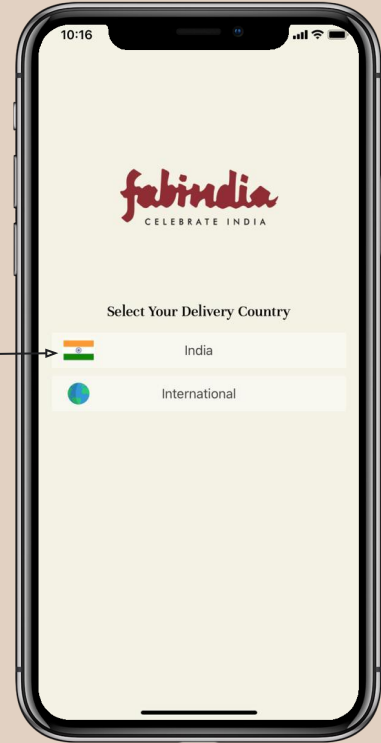 10:16
fabindia
CELEBRATE INDIA
Select Your Delivery Country
India
International